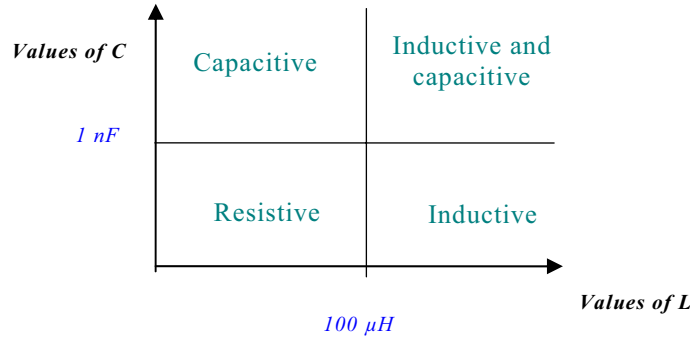 Values of C
Capacitive
Inductive and
capacitive
1 nF
Resistive
Inductive
Values of L
100 µH